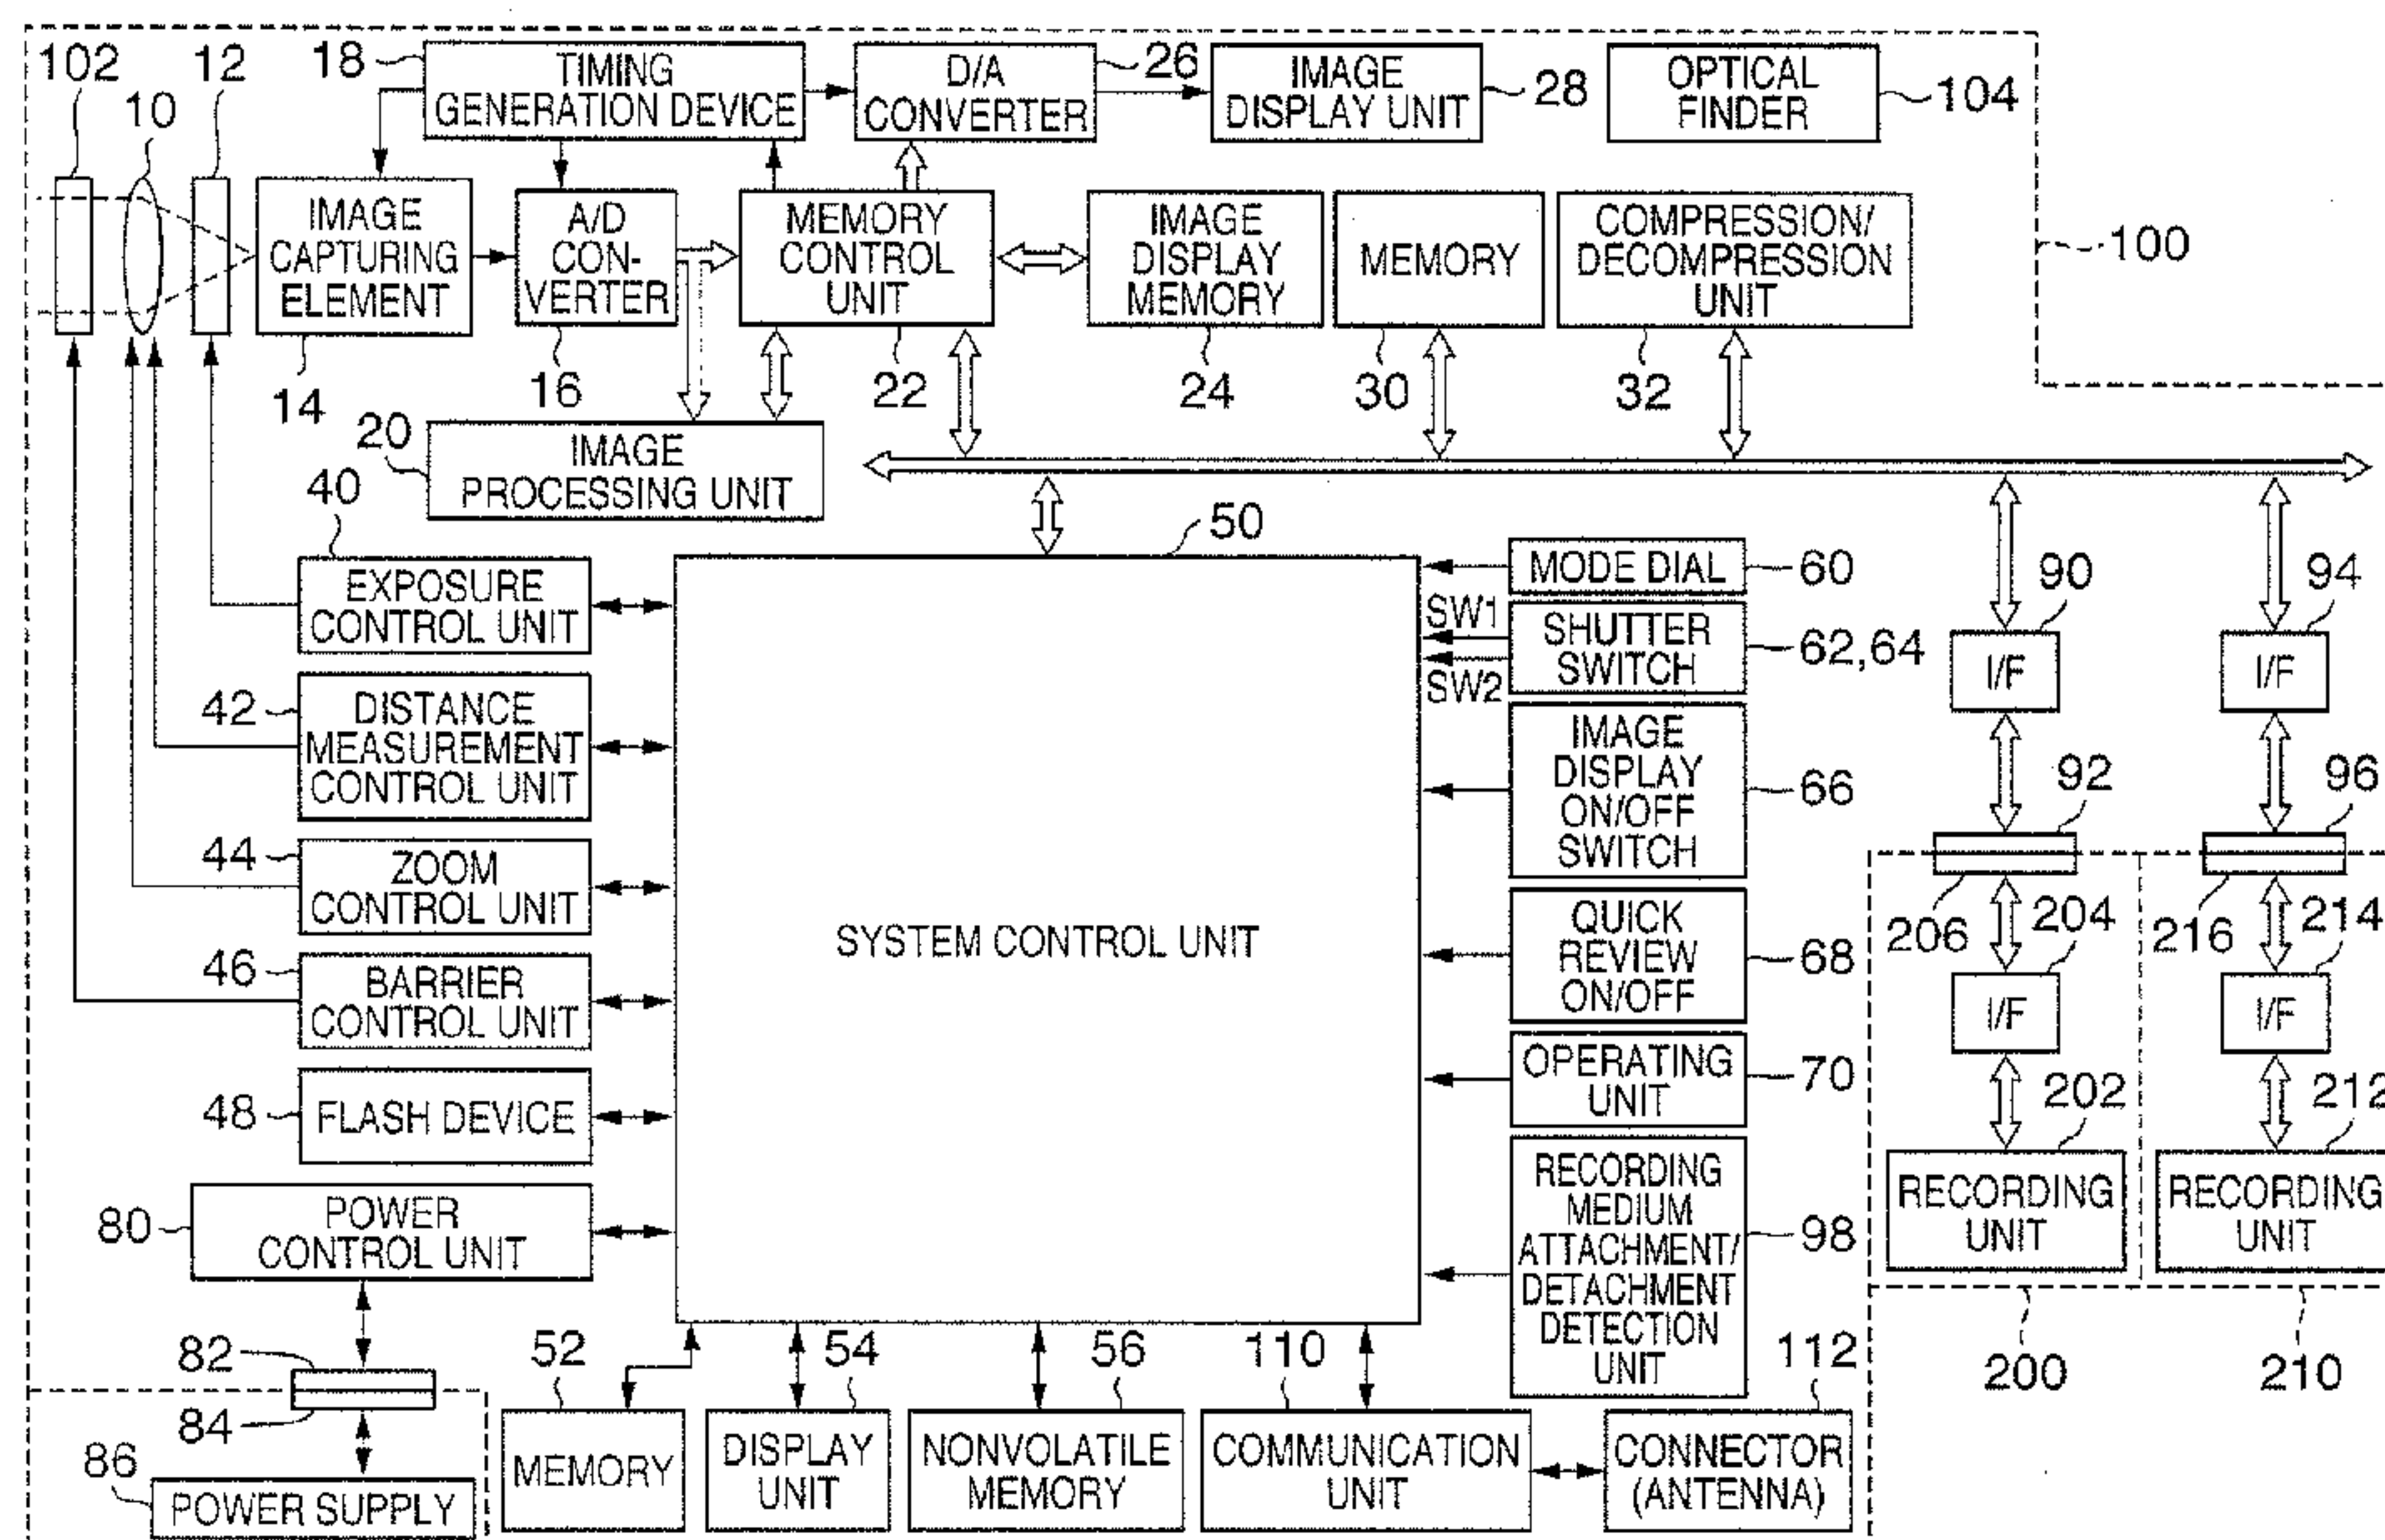 102
10
12
18
TIMING
GENERATION DEVICE
D/A
CONVERTER
26
IMAGE
DISPLAY UNIT
28
OPTICAL
FINDER
104
IMAGE
CAPTURING
ELEMENT
14
A/D
CON-
VERTER
16
MEMORY
CONTROL
UNIT
22
IMAGE
DISPLAY
MEMORY
24
MEMORY
30
COMPRESSION/
DECOMPRESSION
UNIT
32
100
20
IMAGE
PROCESSING UNIT
40
EXPOSURE
CONTROL UNIT
42
DISTANCE
MEASUREMENT
CONTROL UNIT
44
ZOOM
CONTROL UNIT
46
BARRIER
CONTROL UNIT
48
FLASH DEVICE
80
POWER
CONTROL UNIT
82
84
86
POWER SUPPLY
50
SYSTEM CONTROL UNIT
MODE DIAL
60
SW1
SW2
SHUTTER
SWITCH
62,64
IMAGE
DISPLAY
ON/OFF
SWITCH
66
QUICK
REVIEW
ON/OFF
68
OPERATING
UNIT
70
RECORDING
MEDIUM
ATTACHMENT/
DETACHMENT
DETECTION
UNIT
98
90
I/F
92
206
204
I/F
202
RECORDING
UNIT
200
94
I/F
96
216
214
I/F
212
RECORDING
UNIT
210
52
MEMORY
54
DISPLAY
UNIT
56
NONVOLATILE
MEMORY
110
COMMUNICATION
UNIT
112
CONNECTOR
(ANTENNA)